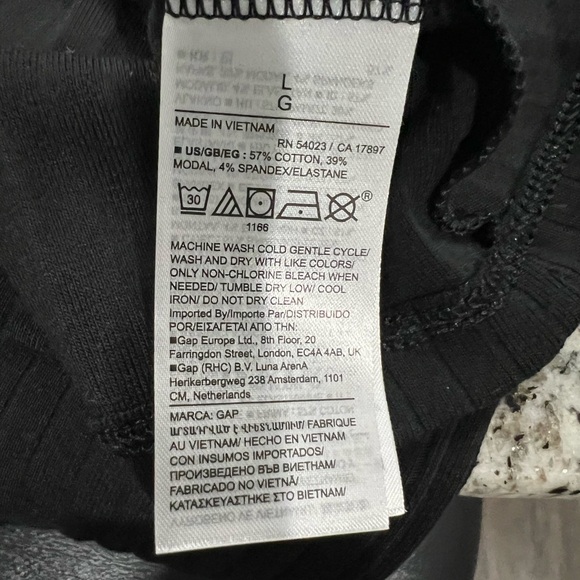 L
G
MADE IN VIETNAM
RN 54023 / CA 17897
■ US/GB/EG : 57% COTTON, 39%
MODAL, 4% SPANDEX/ELASTANE
30
®
1166
MACHINE WASH COLD GENTLE CYCLE/
WASH AND DRY WITH LIKE COLORS/
ONLY NON-CHLORINE BLEACH WHEN
NEEDED/ TUMBLE DRY LOW/ COOL
IRON/ DO NOT DRY CLEAN
Imported By/Importe Par/DISTRIBUIDO
POR/ΕΙΣΑΓΕΤΑΙ ΑΠΟ ΤΗΝ:
■Gap Europe Ltd., 8th Floor, 20
Farringdon Street, London, EC4A 4AB, UK
■Gap (RHC) B.V. Luna ArenA
Herikerbergweg 238 Amsterdam, 1101
CM, Netherlands
MARCA: GAP
ԱՐՏԱԴՐՎԱԾ Է ՎԻԵՏՆԱՄՈՒՄ/ FABRIQUE
AU VIETNAM/ HECHO EN VIETNAM
CON INSUMOS IMPORTADOS/
ПРОИЗВЕДЕНО ВЪВ ВИЕТНАМ/
FABRICADO NO VIETNÃ/
ΚΑΤΑΣΚΕΥΑΣΤΗΚΕ ΣΤΟ ΒΙΕΤΝΑΜ/